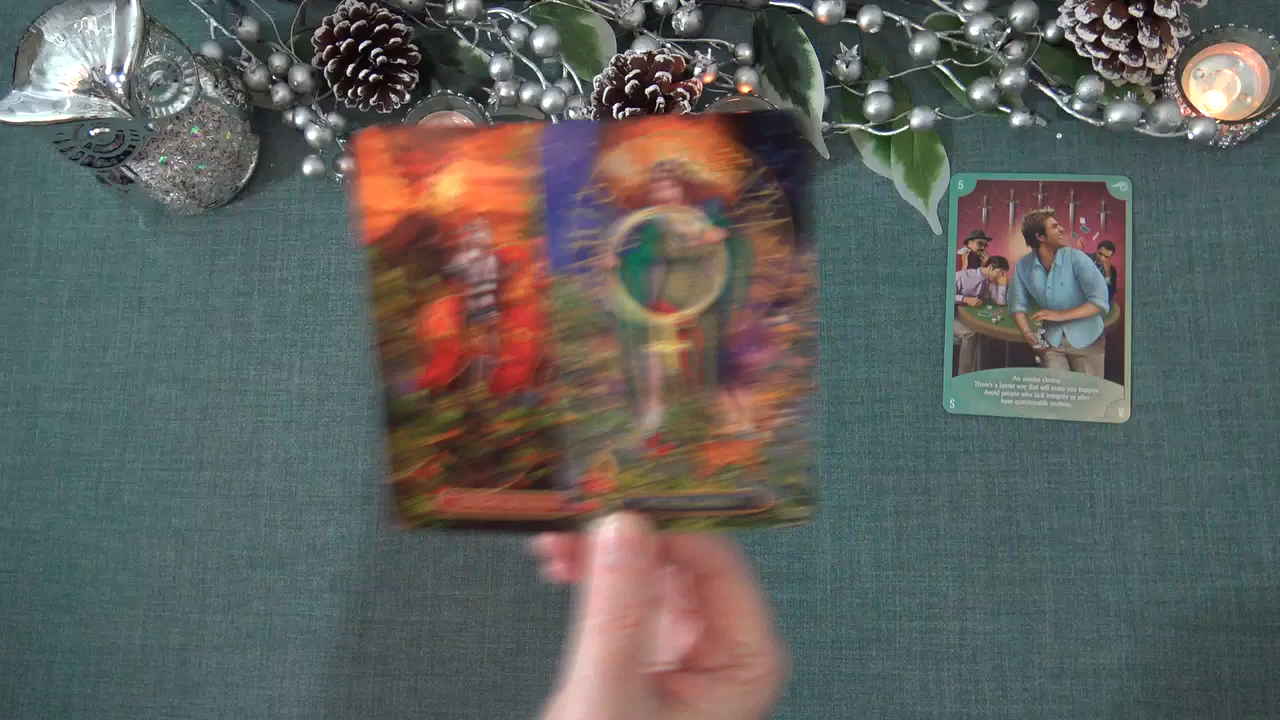 5
An unwise choice.
There's a better way that will make you happier.
Avoid people who lack integrity or who
have questionable motives.
S
V